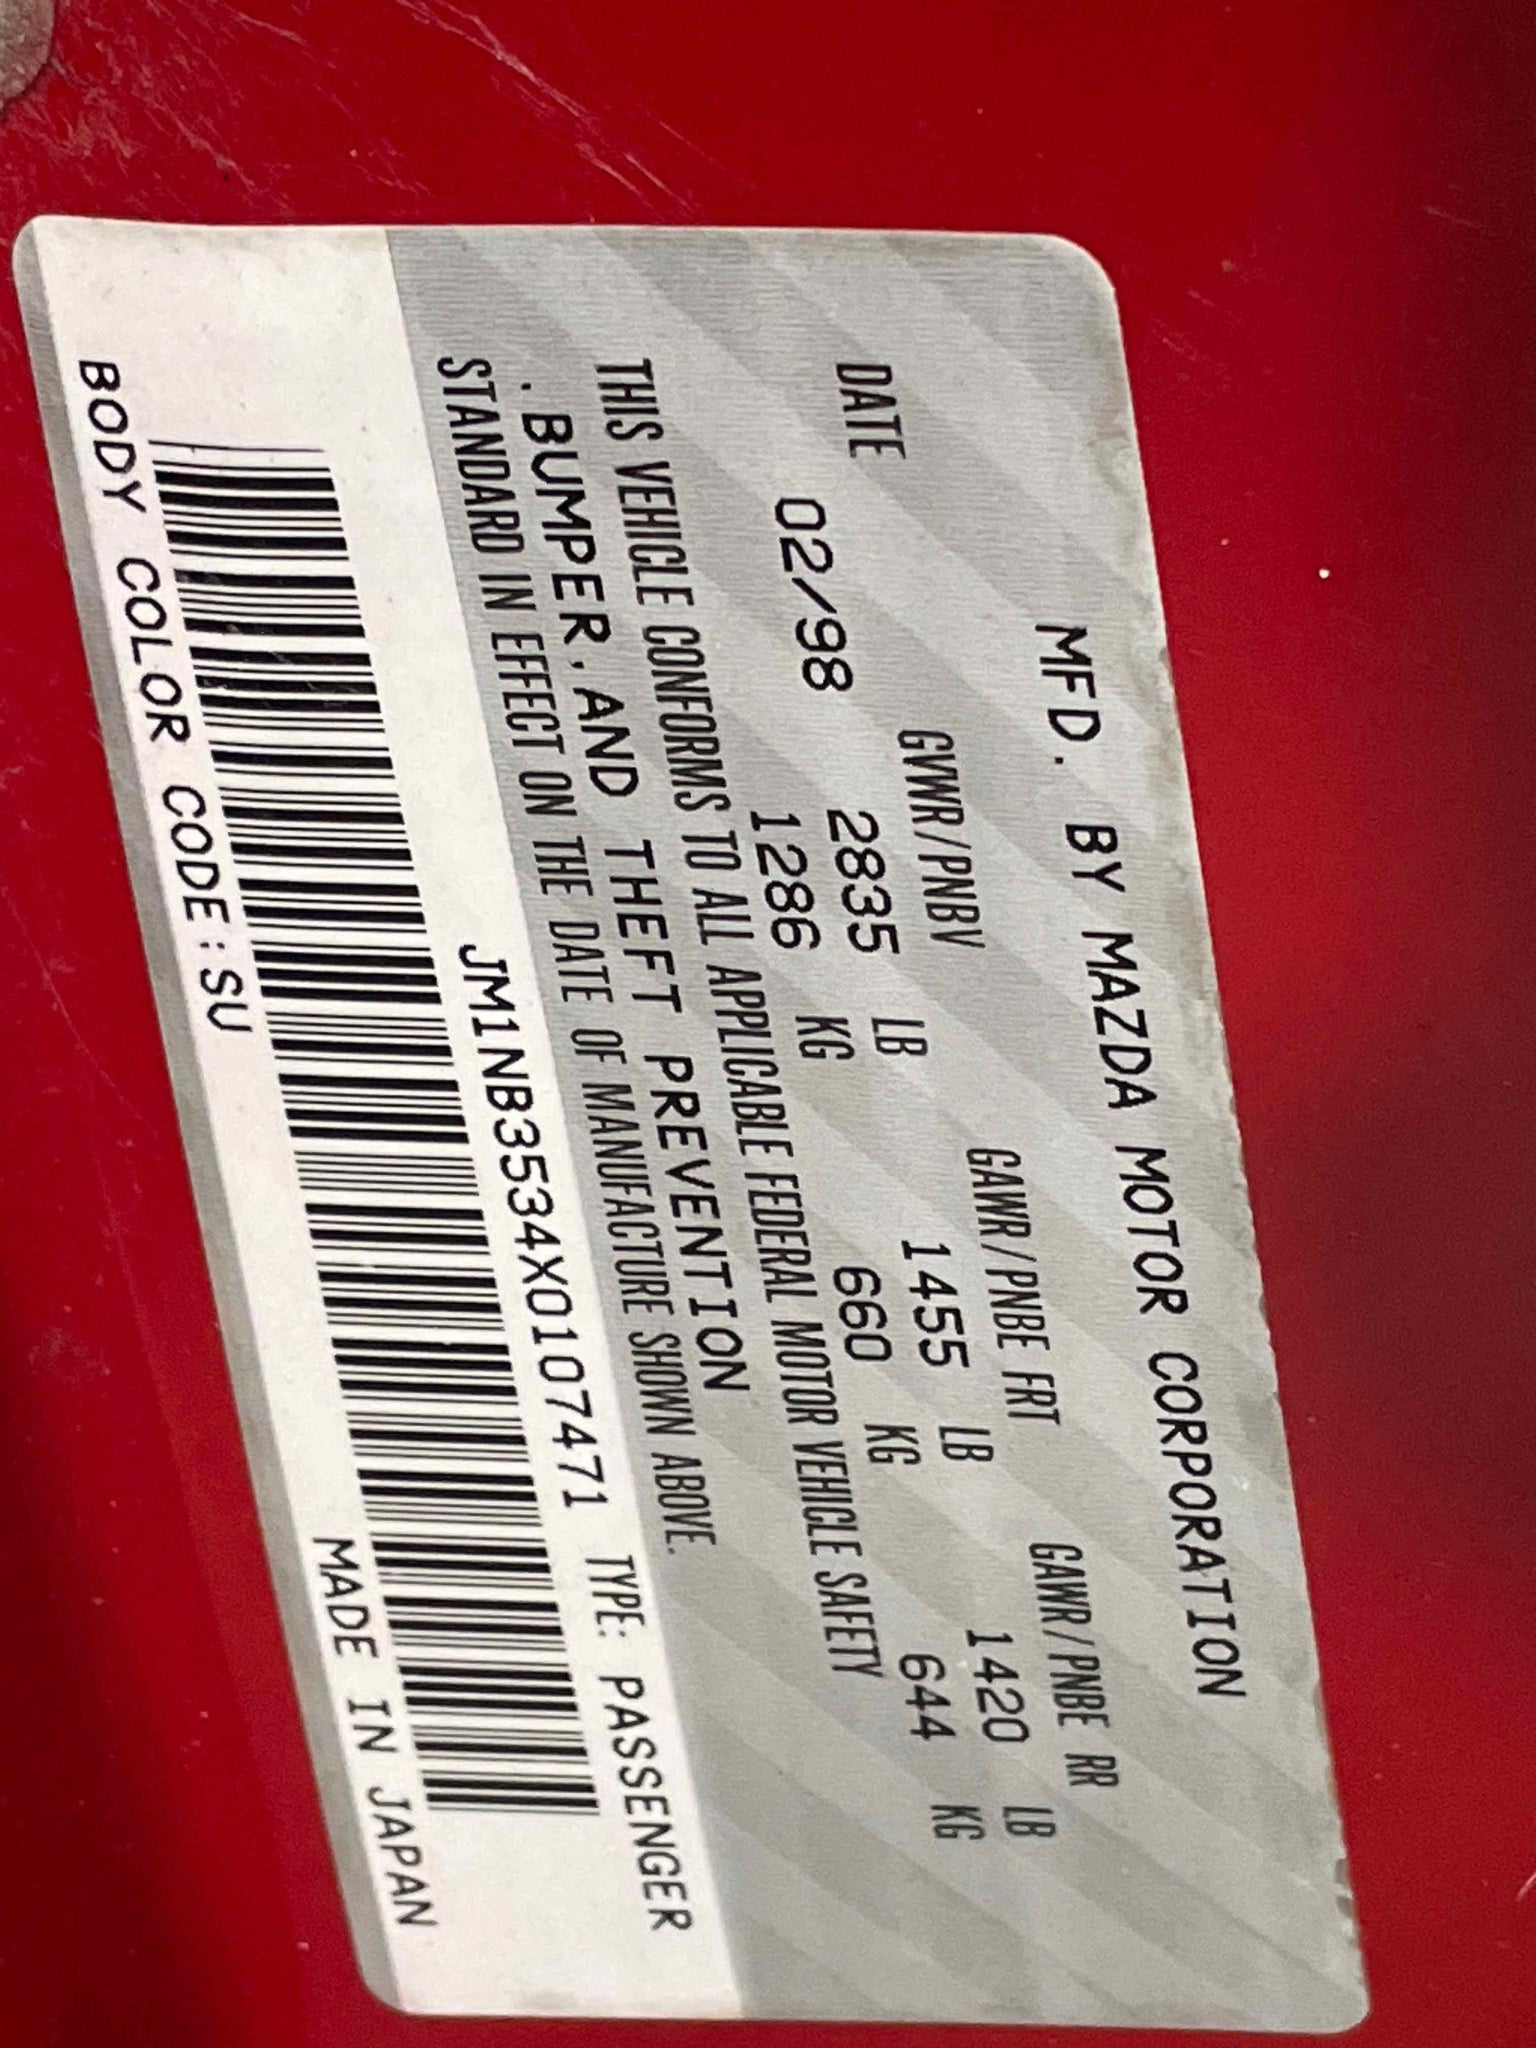 MFD. BY MAZDA MOTOR CORPORATION
GVWR/PNBV GAWR/PNBE FRT GAWR/PNBE RR
DATE 02/98 2835 LB 1455 LB 1420 LB
1286 KG 660 KG 644 KG
THIS VEHICLE CONFORMS TO ALL APPLICABLE FEDERAL MOTOR VEHICLE SAFETY
. BUMPER, AND THEFT PREVENTION
STANDARD IN EFFECT ON THE DATE OF MANUFACTURE SHOWN ABOVE.
JM1NB3534X0107471 TYPE: PASSENGER
BODY COLOR CODE:SU MADE IN JAPAN